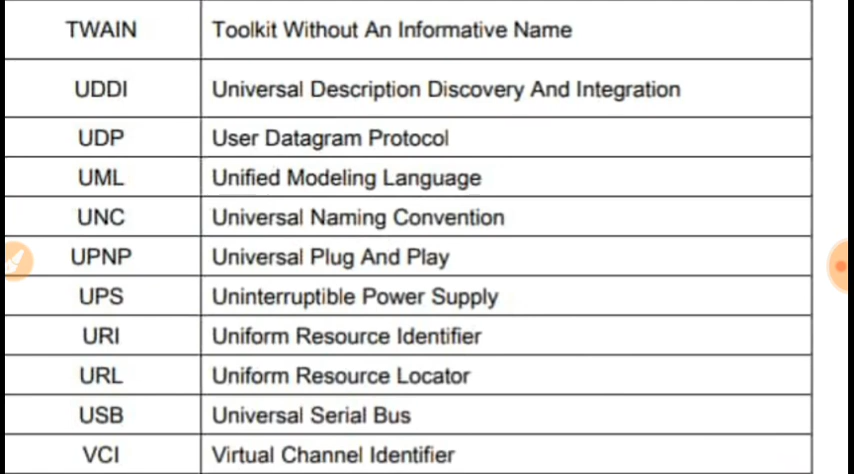 TWAIN Toolkit Without An Informative Name
UDDI Universal Description Discovery And Integration
UDP User Datagram Protocol
UML Unified Modeling Language
UNC Universal Naming Convention
UPNP Universal Plug And Play
UPS Uninterruptible Power Supply
URI Uniform Resource Identifier
URL Uniform Resource Locator
USB Universal Serial Bus
VCI Virtual Channel Identifier